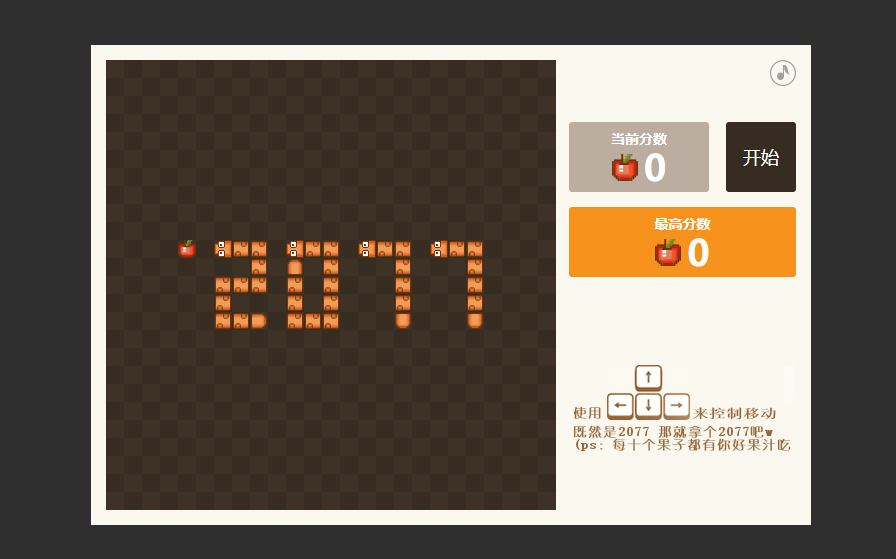 2077
当前分数
0
开始
最高分数
0
使用 ↑ ← ↓ → 来控制移动
既然是2077 那就拿个2077吧w
(ps: 每十个果子都有你好果汁吃